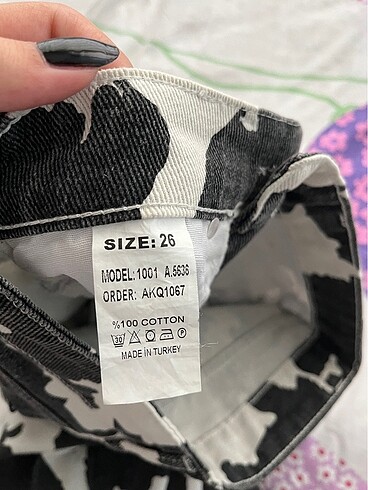 SIZE: 26
MODEL:1001 A.5636
ORDER: AKQ1067
%100 COTTON
30 P
MADE IN TURKEY